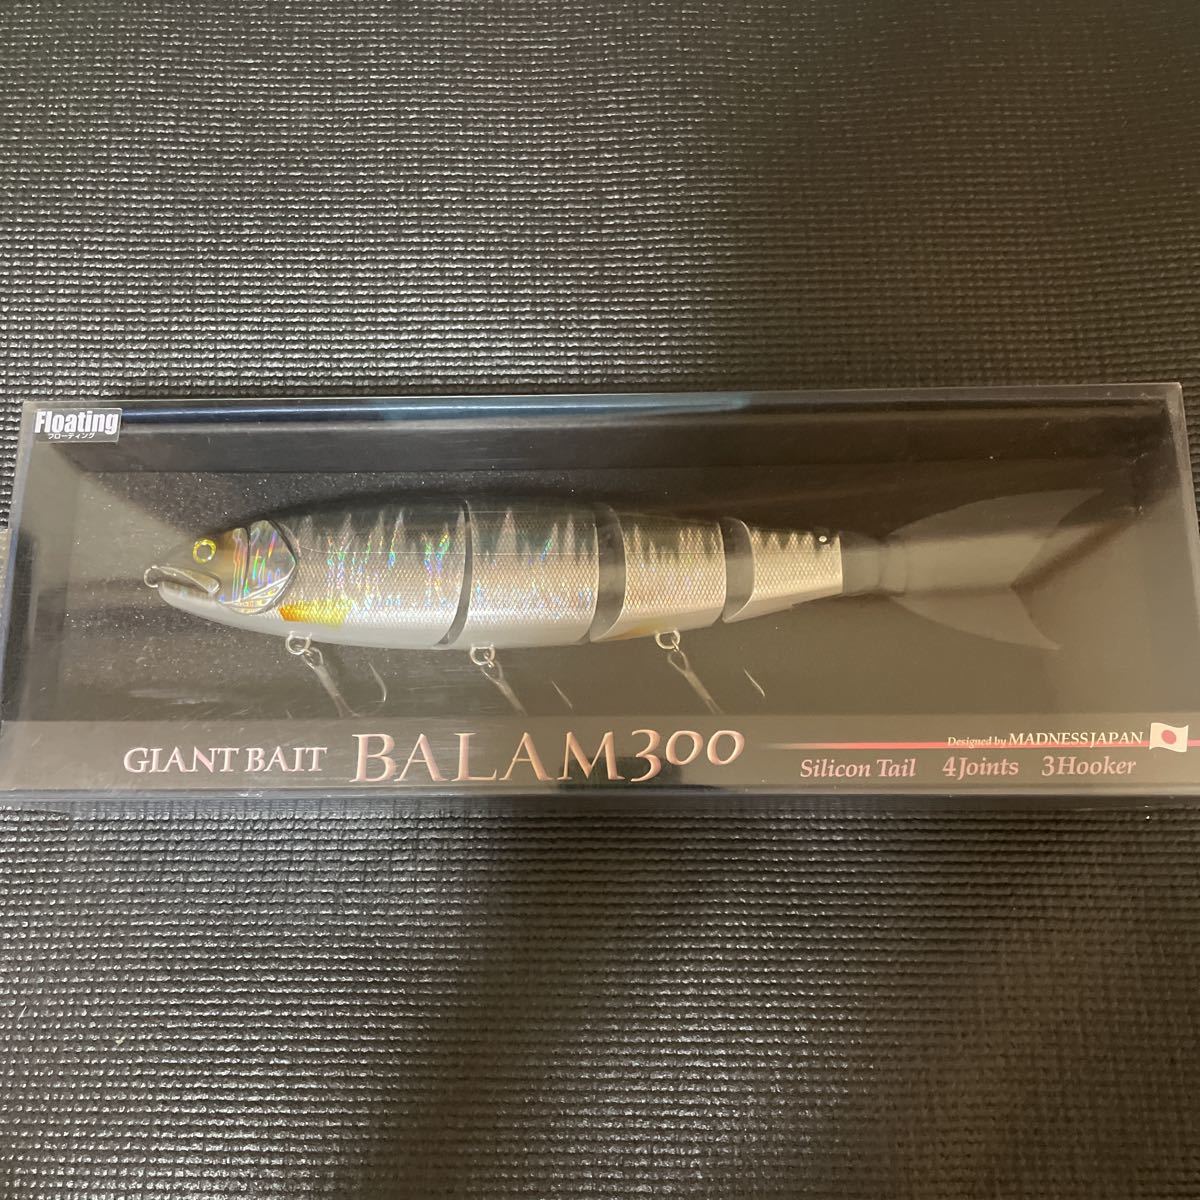 Floating
フローティング
GIANT BAIT BALAM300
Designed by MADNESS JAPAN
Silicon Tail 4Joints 3Hooker